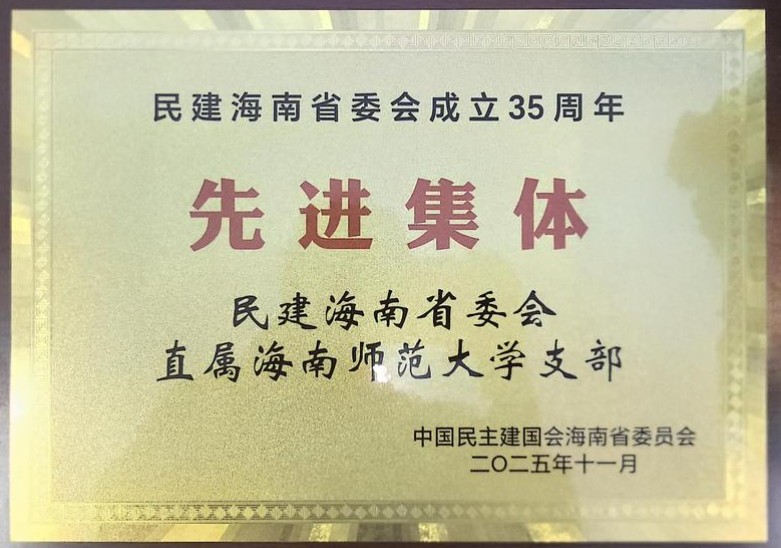 民建海南省委会成立35周年
先进集体
民建海南省委会
直属海南师范大学支部
中国民主建国会海南省委员会
二〇二五年十一月